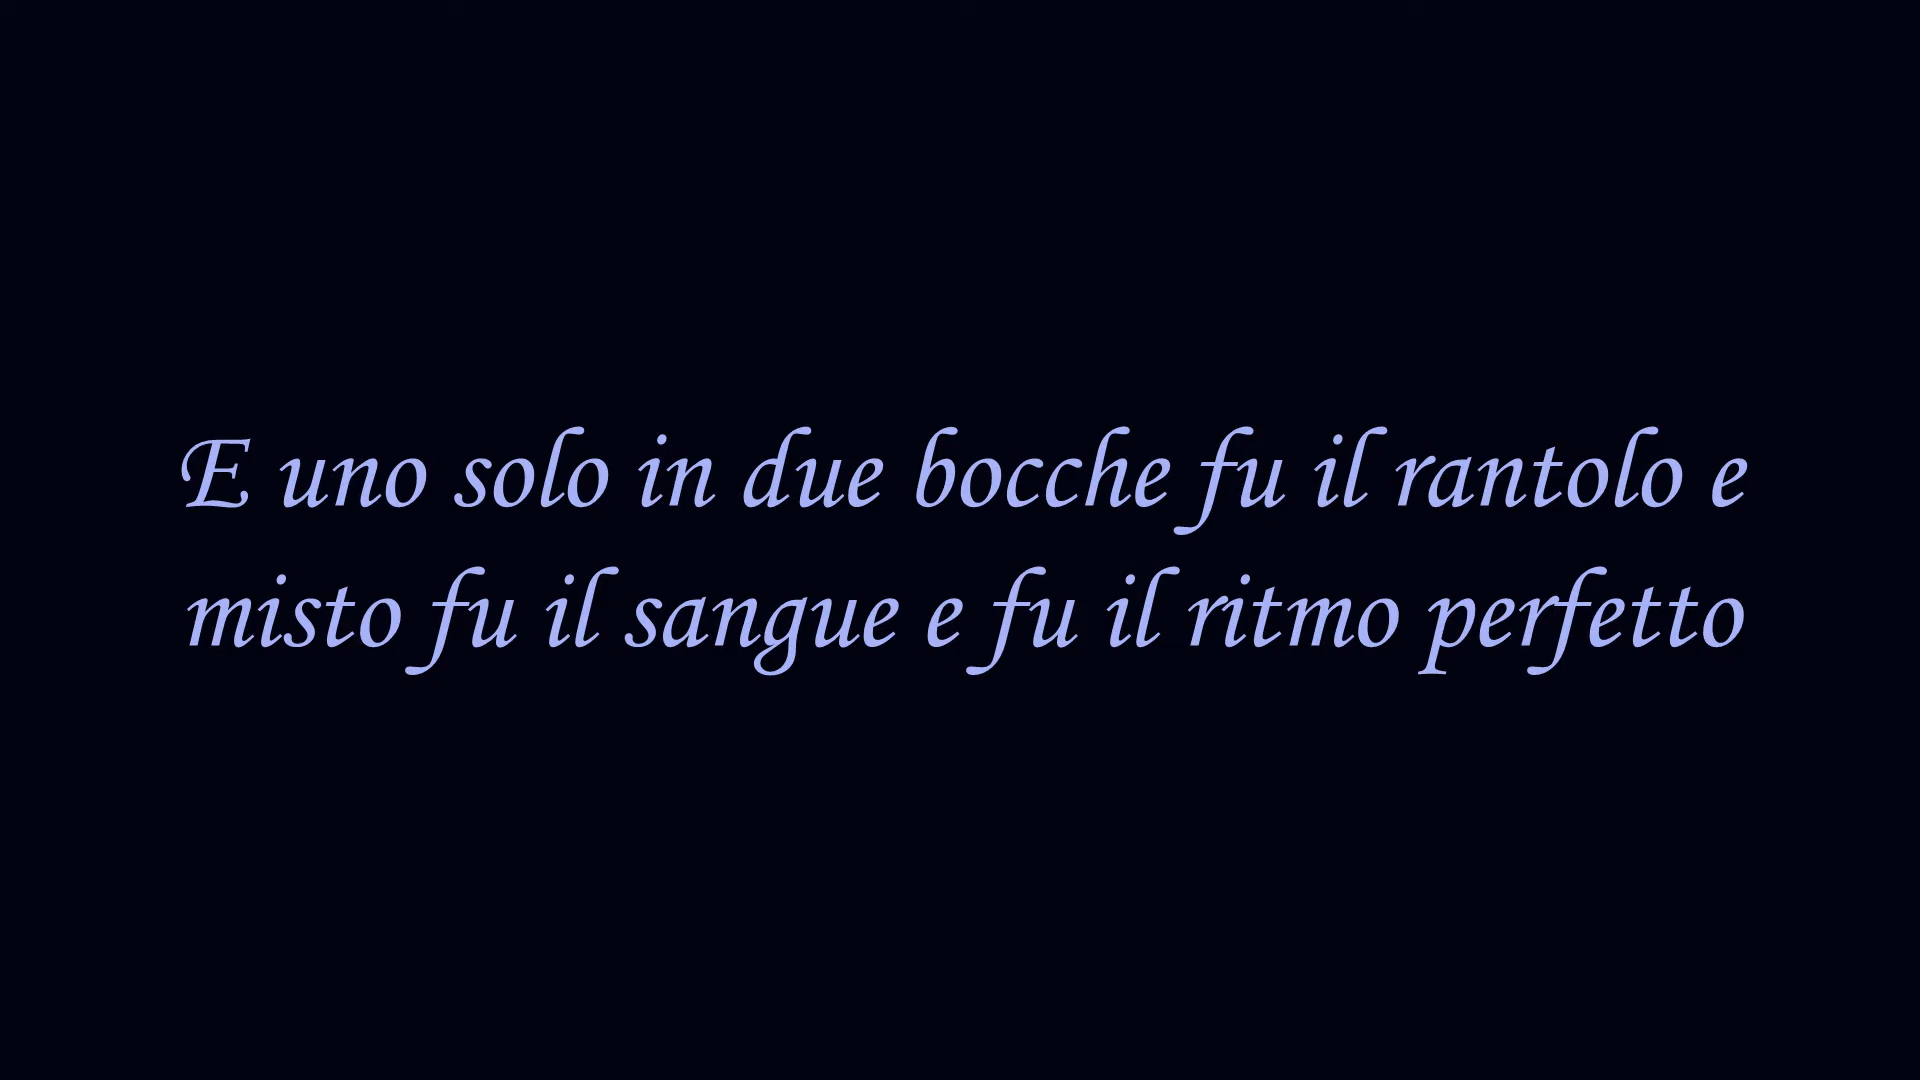 E uno solo in due bocche fu il rantolo e
misto fu il sangue e fu il ritmo perfetto